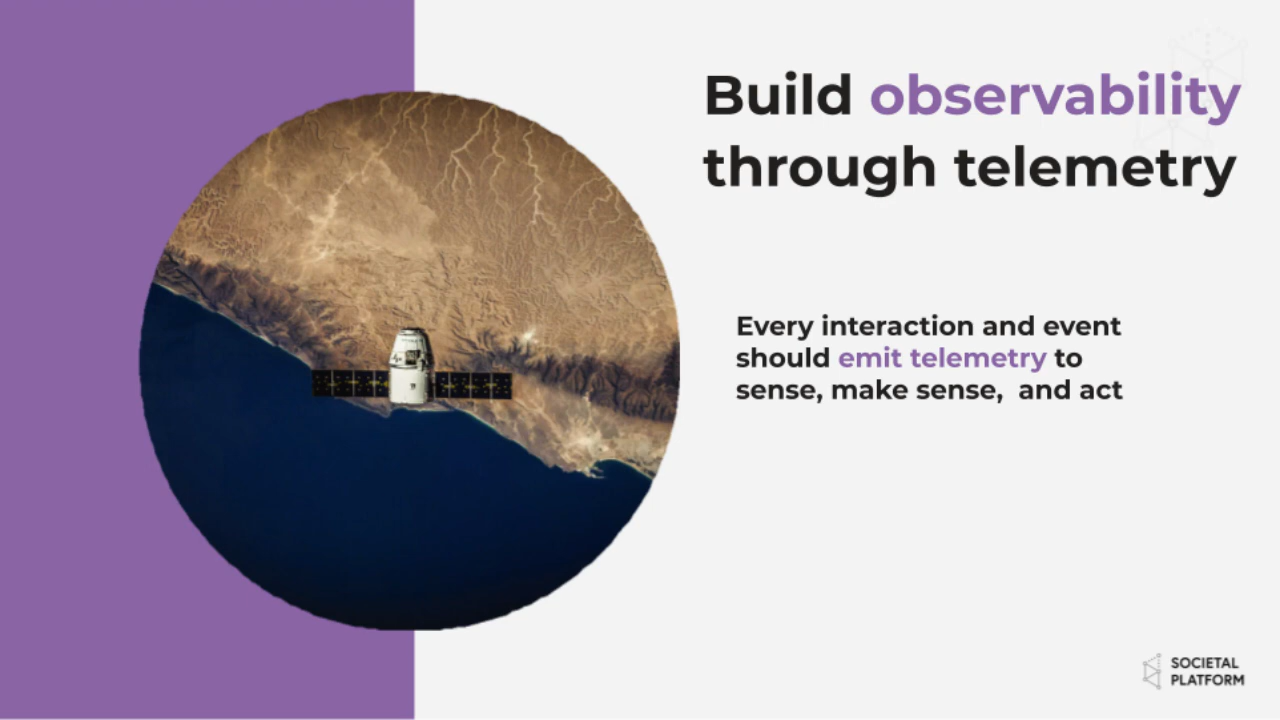 Build observability
through telemetry
Every interaction and event
should emit telemetry to
sense, make sense,  and act
SOCIETAL
PLATFORM